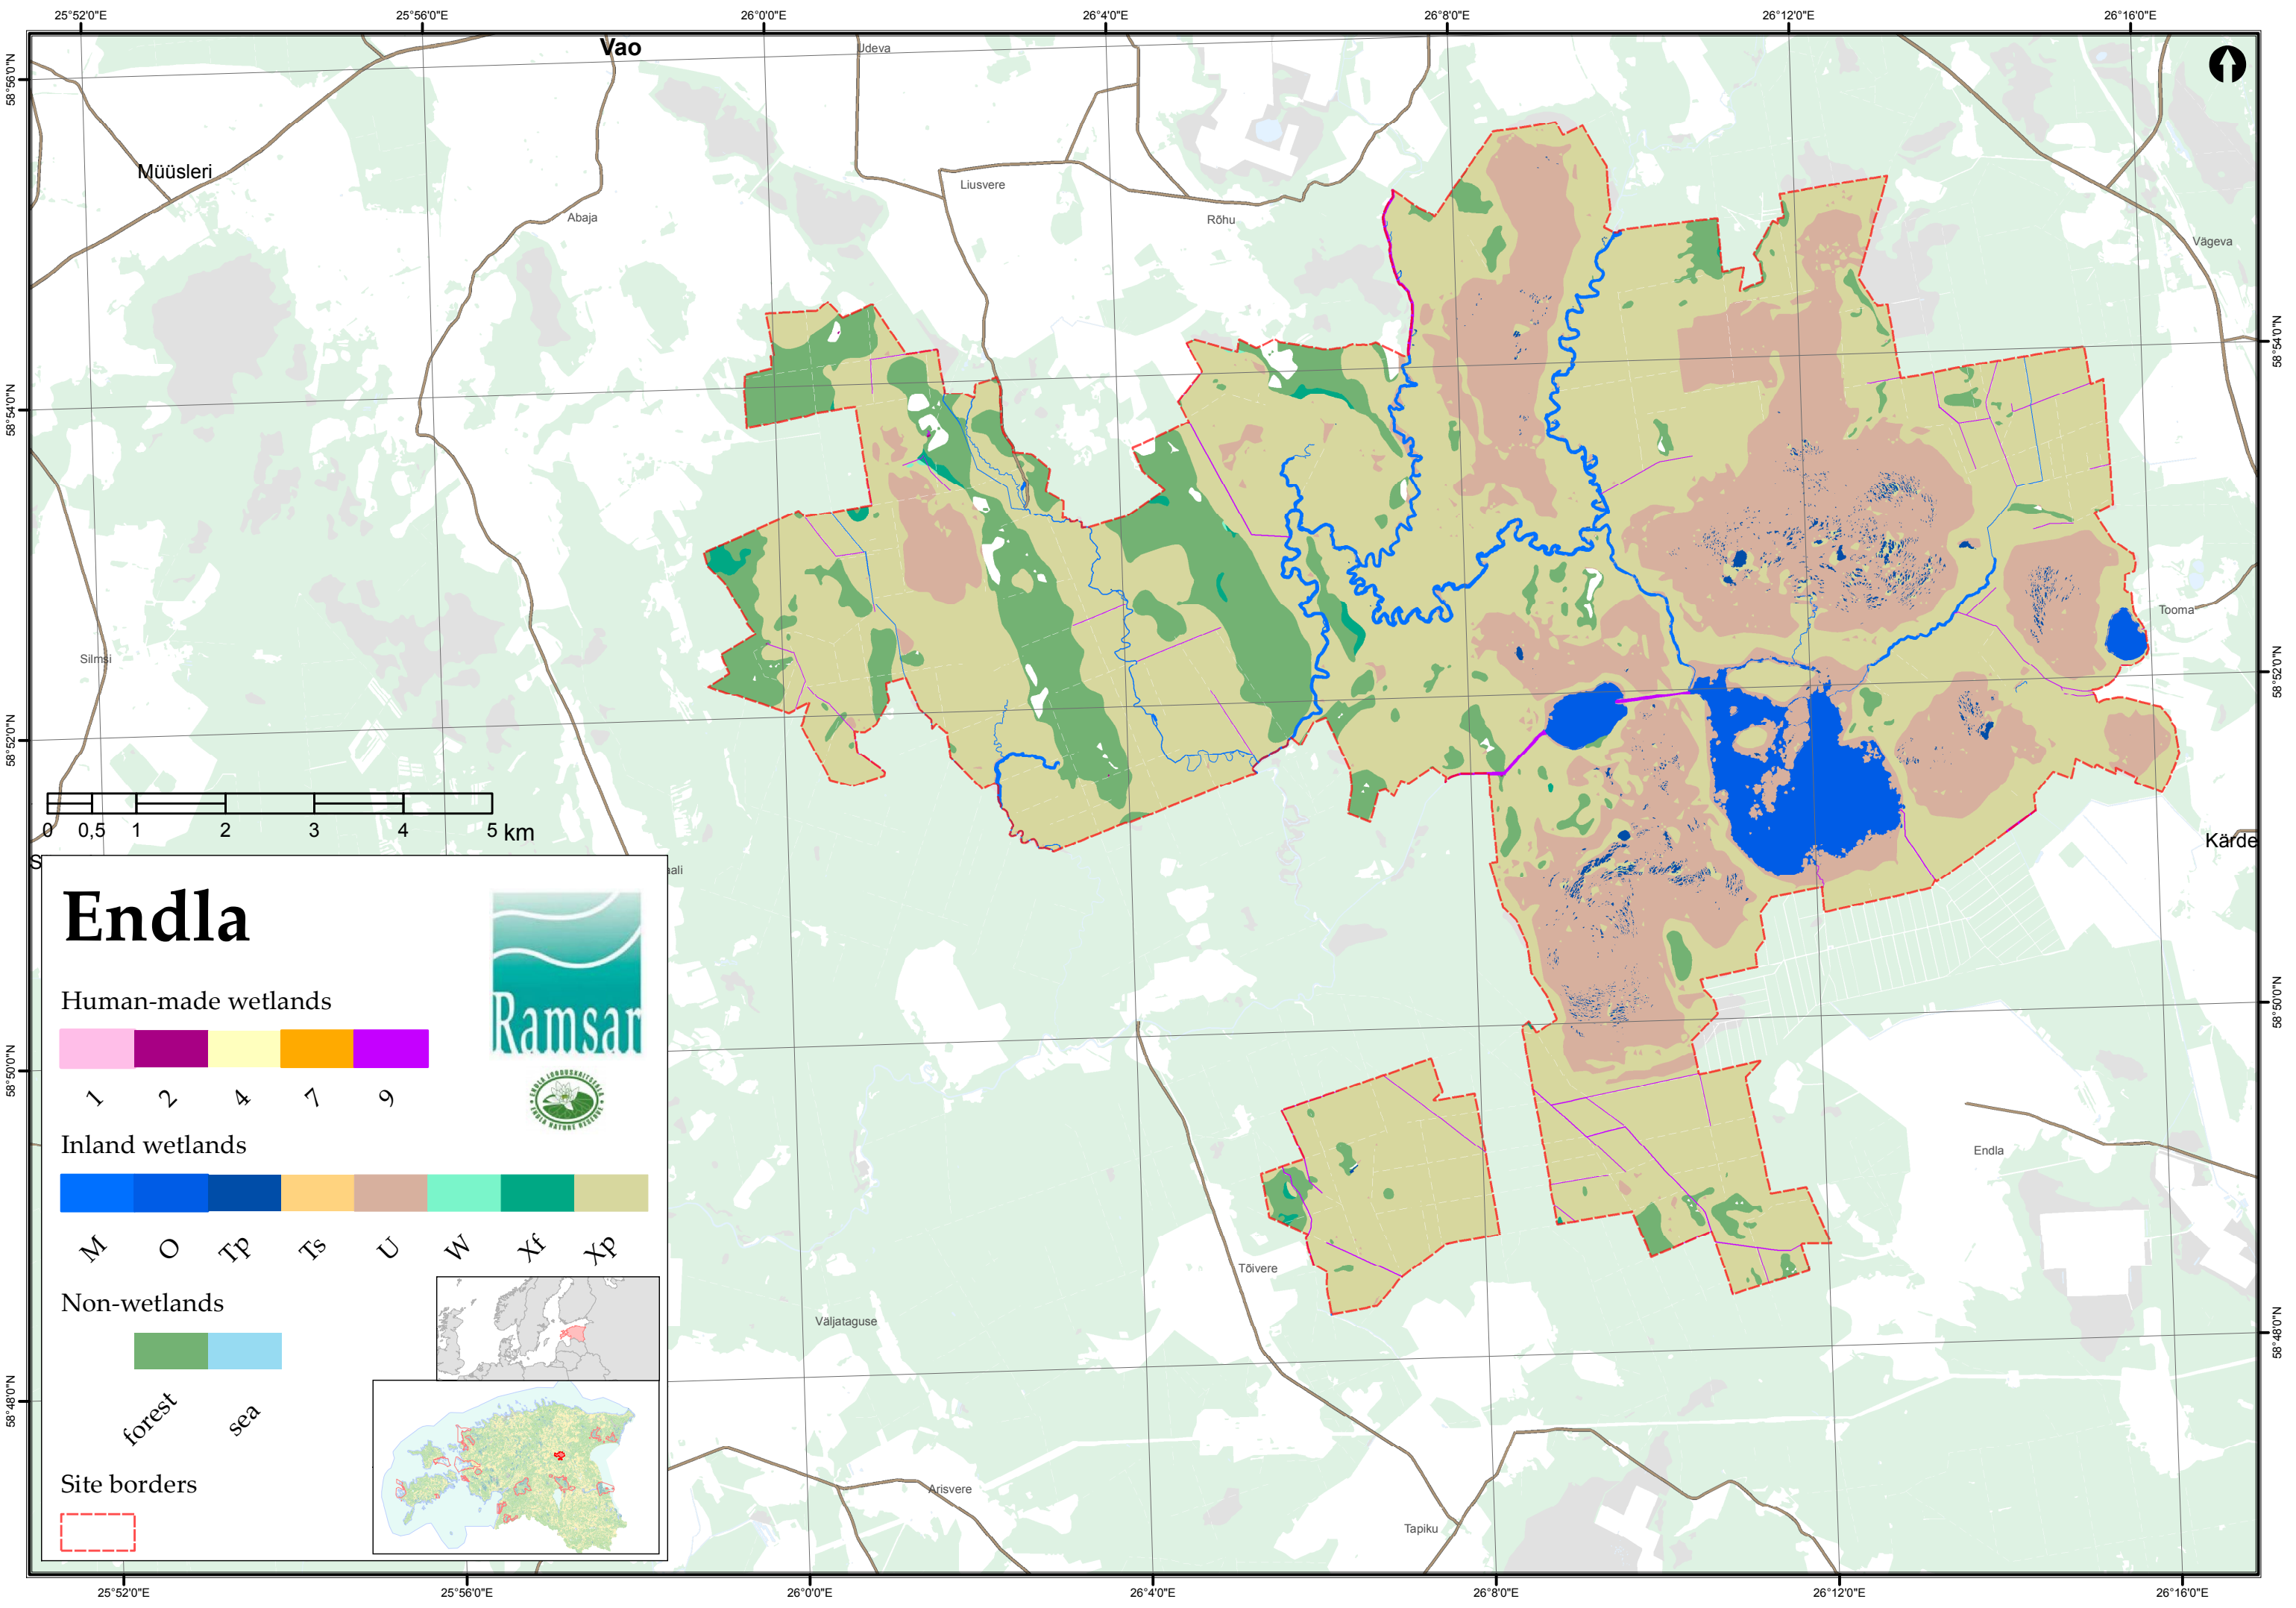 25°52'0"E 25°56'0"E 26°0'0"E 26°4'0"E 26°8'0"E 26°12'0"E 26°16'0"E
Vao
Udeva
58°56'0"N
Müüsleri
Liusvere
Abaja
Rõhu
Vägeva
58°54'0"N
58°54'0"N
Tooma
Silmsi
58°52'0"N
58°52'0"N
0 0,5 1 2 3 4 5 km
Kärde
S
aali
Endla
Ramsar
Human-made wetlands
1 2 4 7 9
ENDLA LOODUSKAITSEALA
ENDLA NATURE RESERVE
58°50'0"N
58°50'0"N
Inland wetlands
M O Tp Ts U W Xf Xp
Endla
Tõivere
Non-wetlands
Väljataguse
58°48'0"N
58°48'0"N
forest sea
Site borders
Arisvere
Tapiku
25°52'0"E 25°56'0"E 26°0'0"E 26°4'0"E 26°8'0"E 26°12'0"E 26°16'0"E